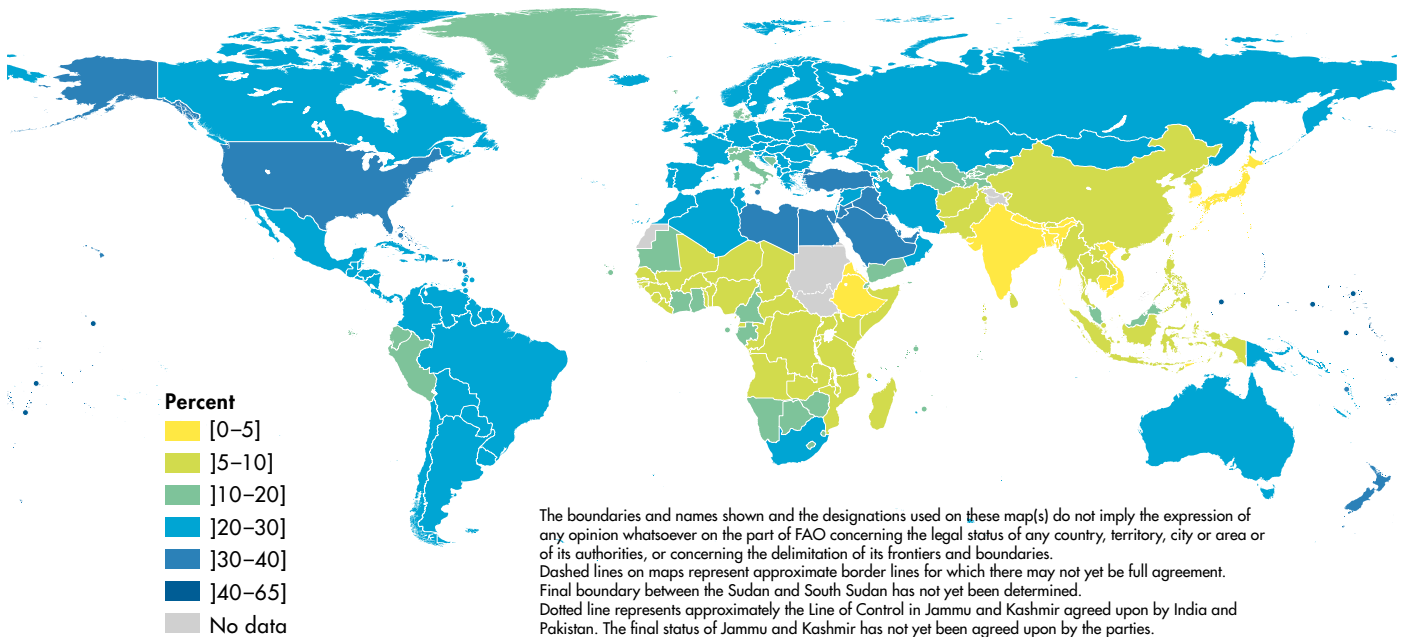 Percent
[0–5]
]5–10]
]10–20]
]20–30]
]30–40]
]40–65]
No data
The boundaries and names shown and the designations used on these map(s) do not imply the expression of
any opinion whatsoever on the part of FAO concerning the legal status of any country, territory, city or area or
of its authorities, or concerning the delimitation of its frontiers and boundaries.
Dashed lines on maps represent approximate border lines for which there may not yet be full agreement.
Final boundary between the Sudan and South Sudan has not yet been determined.
Dotted line represents approximately the Line of Control in Jammu and Kashmir agreed upon by India and
Pakistan. The final status of Jammu and Kashmir has not yet been agreed upon by the parties.